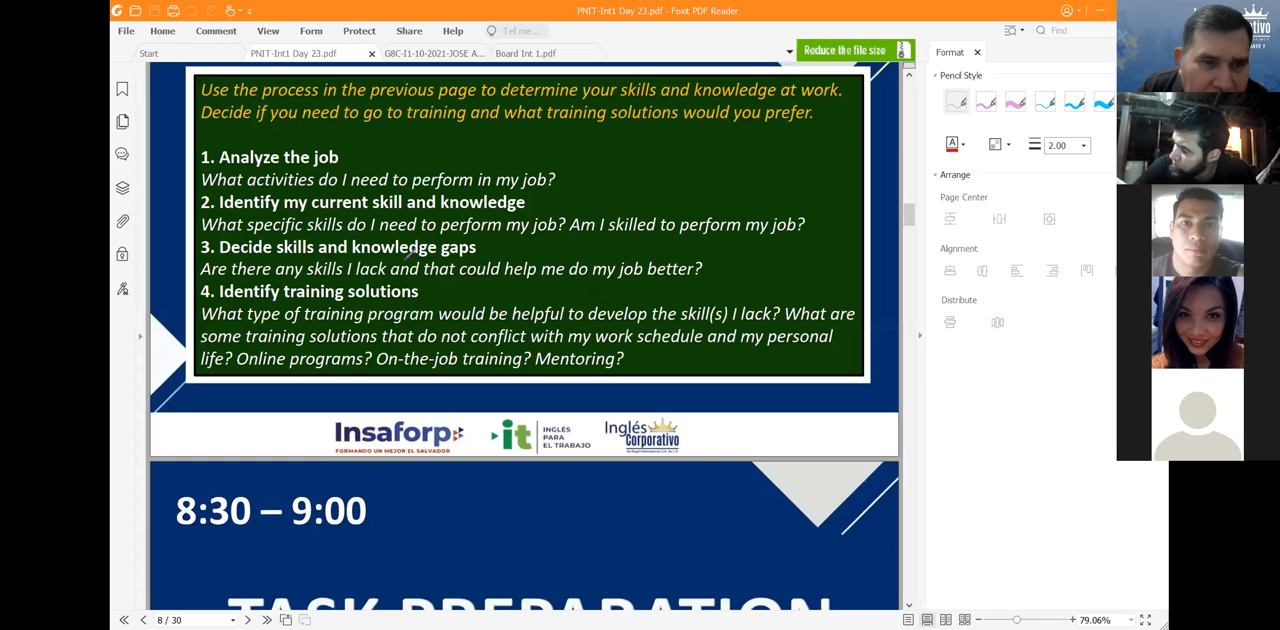 PNIT-Int1 Day 23.pdf - Foxit PDF Reader
File Home Comment View Form Protect Share Help Tell me... Find
Start PNIT-Int1 Day 23.pdf G8C-I1-10-2021-JOSE A... Board Int 1.pdf Reduce the file size
Format
Pencil Style
2.00
Arrange
Page Center
Alignment
Distribute
Use the process in the previous page to determine your skills and knowledge at work.
Decide if you need to go to training and what training solutions would you prefer.
1. Analyze the job
What activities do I need to perform in my job?
2. Identify my current skill and knowledge
What specific skills do I need to perform my job? Am I skilled to perform my job?
3. Decide skills and knowledge gaps
Are there any skills I lack and that could help me do my job better?
4. Identify training solutions
What type of training program would be helpful to develop the skill(s) I lack? What are
some training solutions that do not conflict with my work schedule and my personal
life? Online programs? On-the-job training? Mentoring?
Insaforp
FORMANDO UN MEJOR EL SALVADOR
it
INGLÉS
PARA
EL TRABAJO
Inglés
Corporativo
8:30 – 9:00
TASK PREPARATION
8 / 30
79.06%